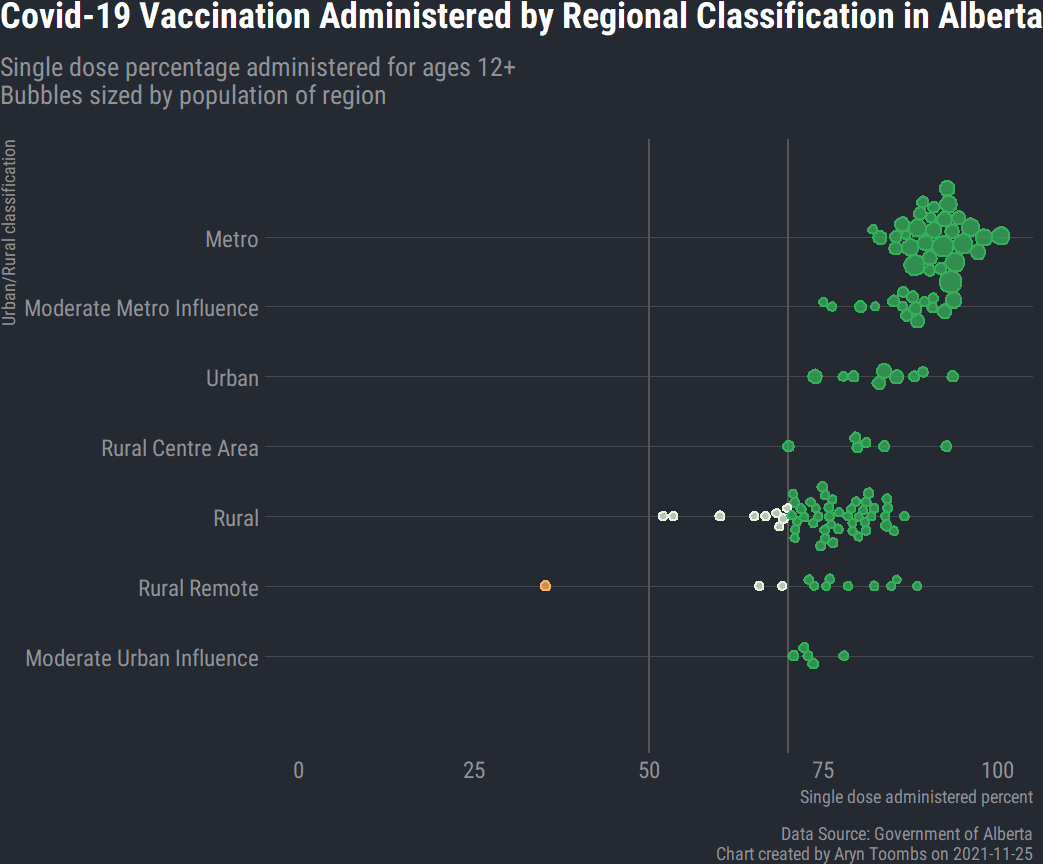 Covid-19 Vaccination Administered by Regional Classification in Alberta
Single dose percentage administered for ages 12+
Bubbles sized by population of region
Urban/Rural classification
Metro
Moderate Metro Influence
Urban
Rural Centre Area
Rural
Rural Remote
Moderate Urban Influence
0 25 50 75 100
Single dose administered percent
Data Source: Government of Alberta
Chart created by Aryn Toombs on 2021-11-25